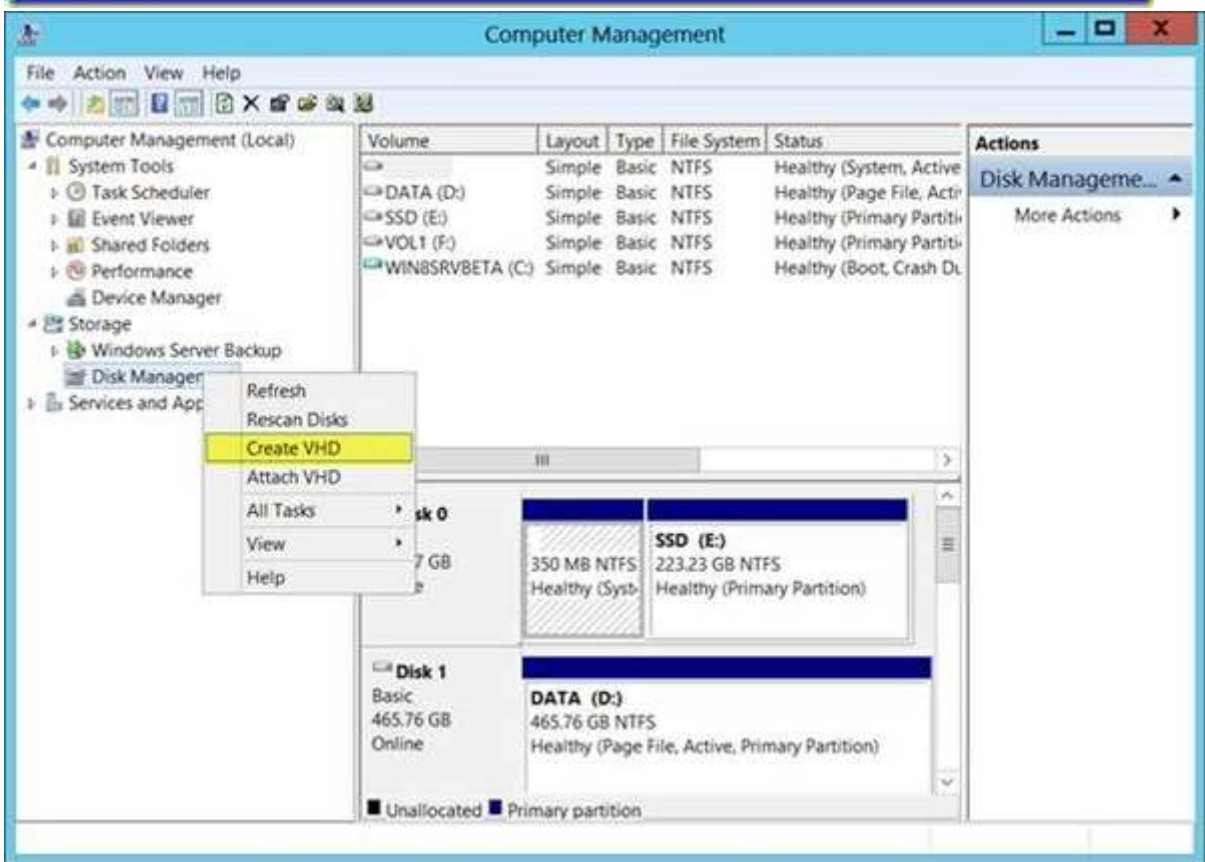 Computer Management
File Action View Help
Computer Management (Local)
System Tools
Task Scheduler
Event Viewer
Shared Folders
Performance
Device Manager
Storage
Windows Server Backup
Disk Manager
Services and App
Refresh
Rescan Disks
Create VHD
Attach VHD
All Tasks
View
Help
Volume Layout Type File System Status
Simple Basic NTFS Healthy (System, Active
DATA (D:) Simple Basic NTFS Healthy (Page File, Acti
SSD (E:) Simple Basic NTFS Healthy (Primary Partiti
VOL1 (F:) Simple Basic NTFS Healthy (Primary Partiti
WIN8SRVBETA (C:) Simple Basic NTFS Healthy (Boot, Crash Du
sk 0
7 GB
350 MB NTFS
Healthy (Syst
SSD (E:)
223.23 GB NTFS
Healthy (Primary Partition)
Disk 1
Basic
465.76 GB
Online
DATA (D:)
465.76 GB NTFS
Healthy (Page File, Active, Primary Partition)
Unallocated Primary partition
Actions
Disk Manageme...
More Actions